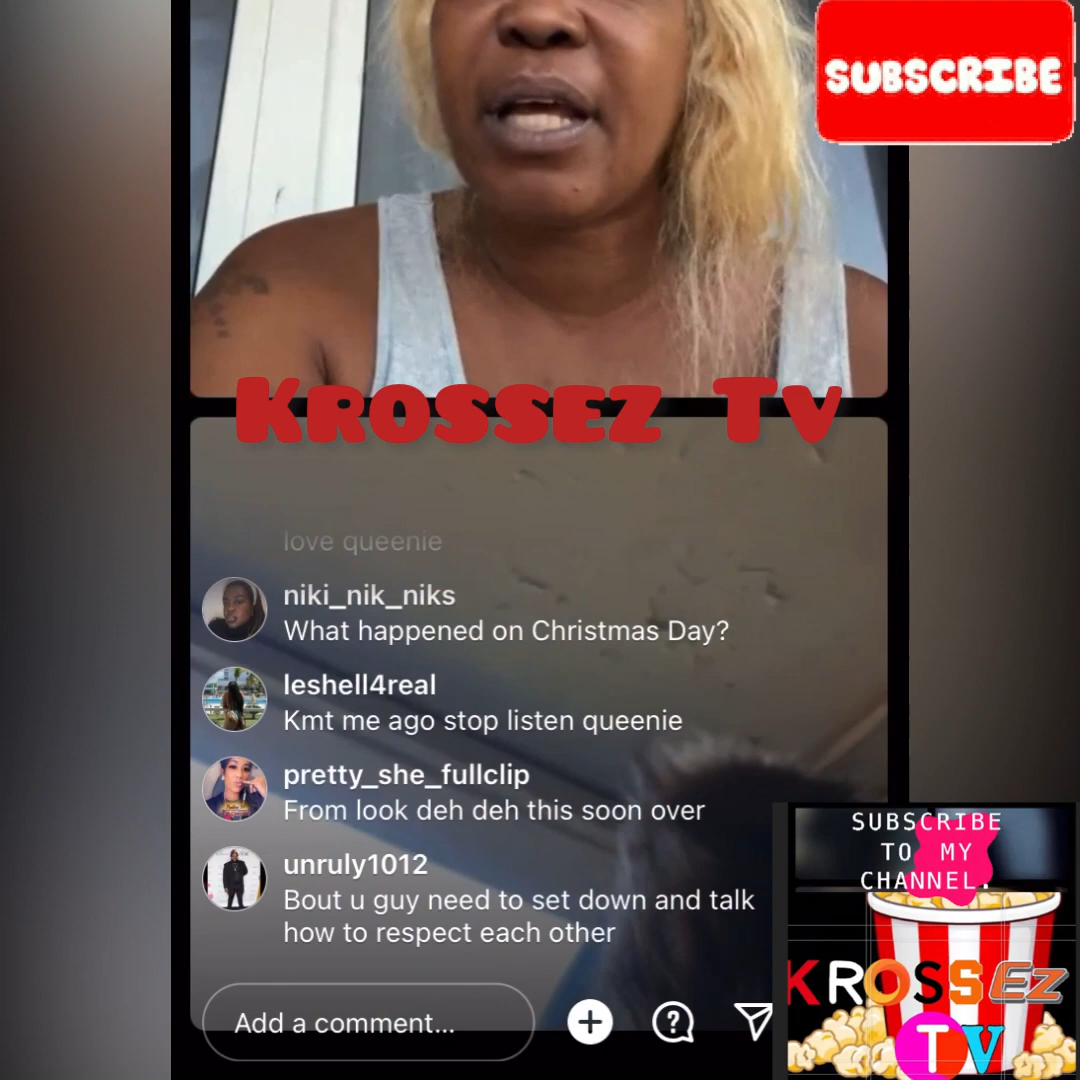 SUBSCRIBE
KROSSEZ TV
love queenie
niki_nik_niks
What happened on Christmas Day?
leshell4real
Kmt me ago stop listen queenie
pretty_she_fullclip
From look deh deh this soon over
unruly1012
Bout u guy need to set down and talk
how to respect each other
Add a comment...
SUBSCRIBE
TO MY
CHANNEL.
KROSSEz
TV